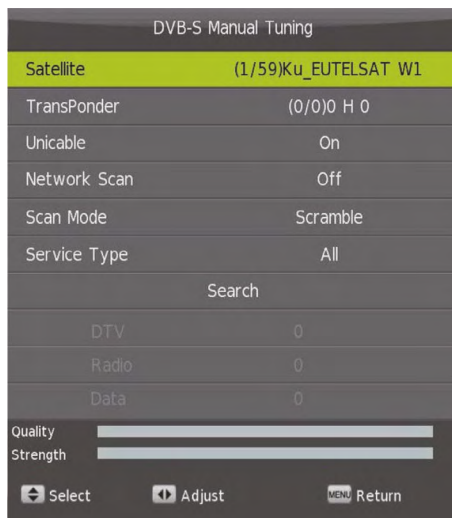 DVB-S Manual Tuning
Satellite (1/59)Ku_EUTELSAT W1
TransPonder (0/0)0 H 0
Unicable On
Network Scan Off
Scan Mode Scramble
Service Type All
Search
DTV 0
Radio 0
Data 0
Quality
Strength
Select Adjust MENU Return